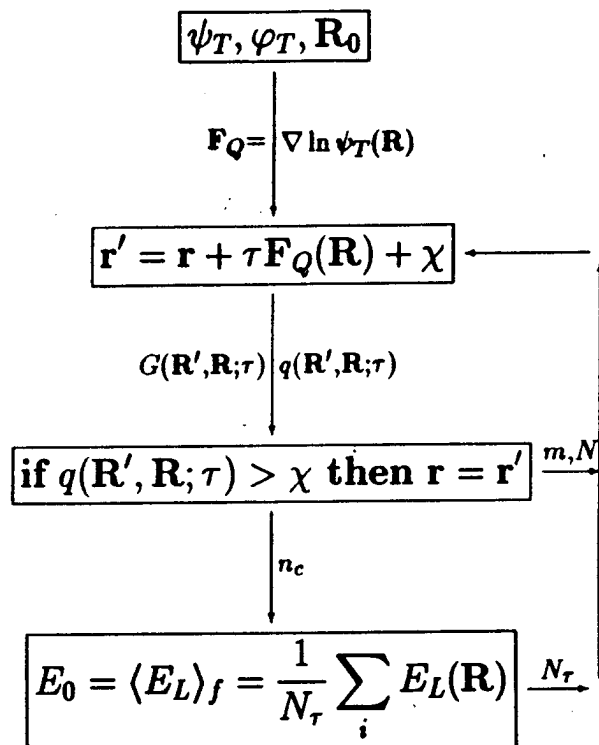 ψ_T, φ_T, R_0
F_Q= ∇ ln ψ_T(R)
r′ = r + τF_Q(R) + χ
G(R′,R;τ) q(R′,R;τ)
if q(R′, R; τ) > χ then r = r′ m,N
n_c
E_0 = ⟨E_L⟩_f = 1/N_τ ∑_i E_L(R) N_τ